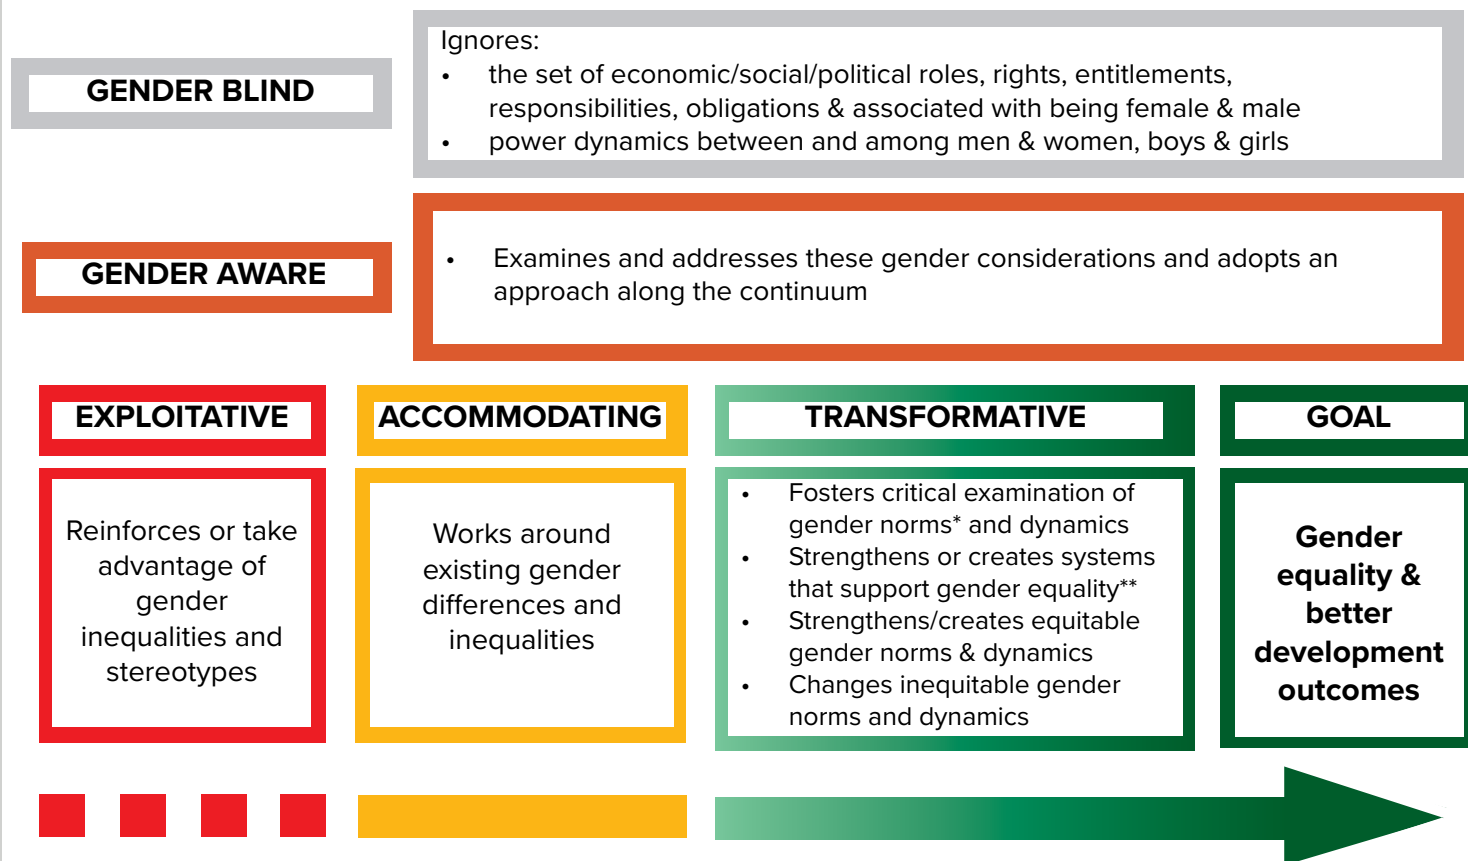 GENDER BLIND
Ignores:
• the set of economic/social/political roles, rights, entitlements,
responsibilities, obligations & associated with being female & male
• power dynamics between and among men & women, boys & girls
GENDER AWARE
• Examines and addresses these gender considerations and adopts an
approach along the continuum
EXPLOITATIVE
Reinforces or take
advantage of
gender
inequalities and
stereotypes
ACCOMMODATING
Works around
existing gender
differences and
inequalities
TRANSFORMATIVE
• Fosters critical examination of
gender norms* and dynamics
• Strengthens or creates systems
that support gender equality**
• Strengthens/creates equitable
gender norms & dynamics
• Changes inequitable gender
norms and dynamics
GOAL
Gender
equality &
better
development
outcomes